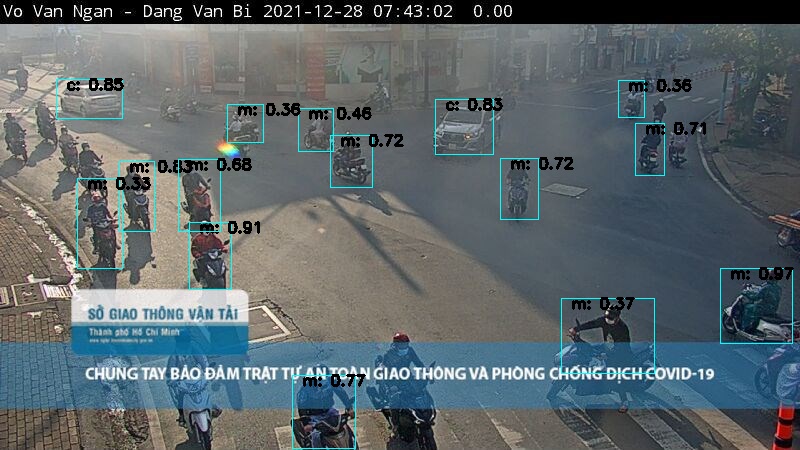 Vo Van Ngan - Dang Van Bi 2021-12-28 07:43:02 0.00
c: 0.85
m: 0.36
m: 0.36
m: 0.46
c: 0.83
m: 0.71
m: 0.72
m: 0.83
m: 0.68
m: 0.72
m: 0.33
m: 0.91
m: 0.97
m: 0.37
SỞ GIAO THÔNG VẬN TẢI
Thành phố Hồ Chí Minh
CHUNG TAY BẢO ĐẢM TRẬT TỰ AN TOÀN GIAO THÔNG VÀ PHÒNG CHỐNG DỊCH COVID-19
m: 0.77